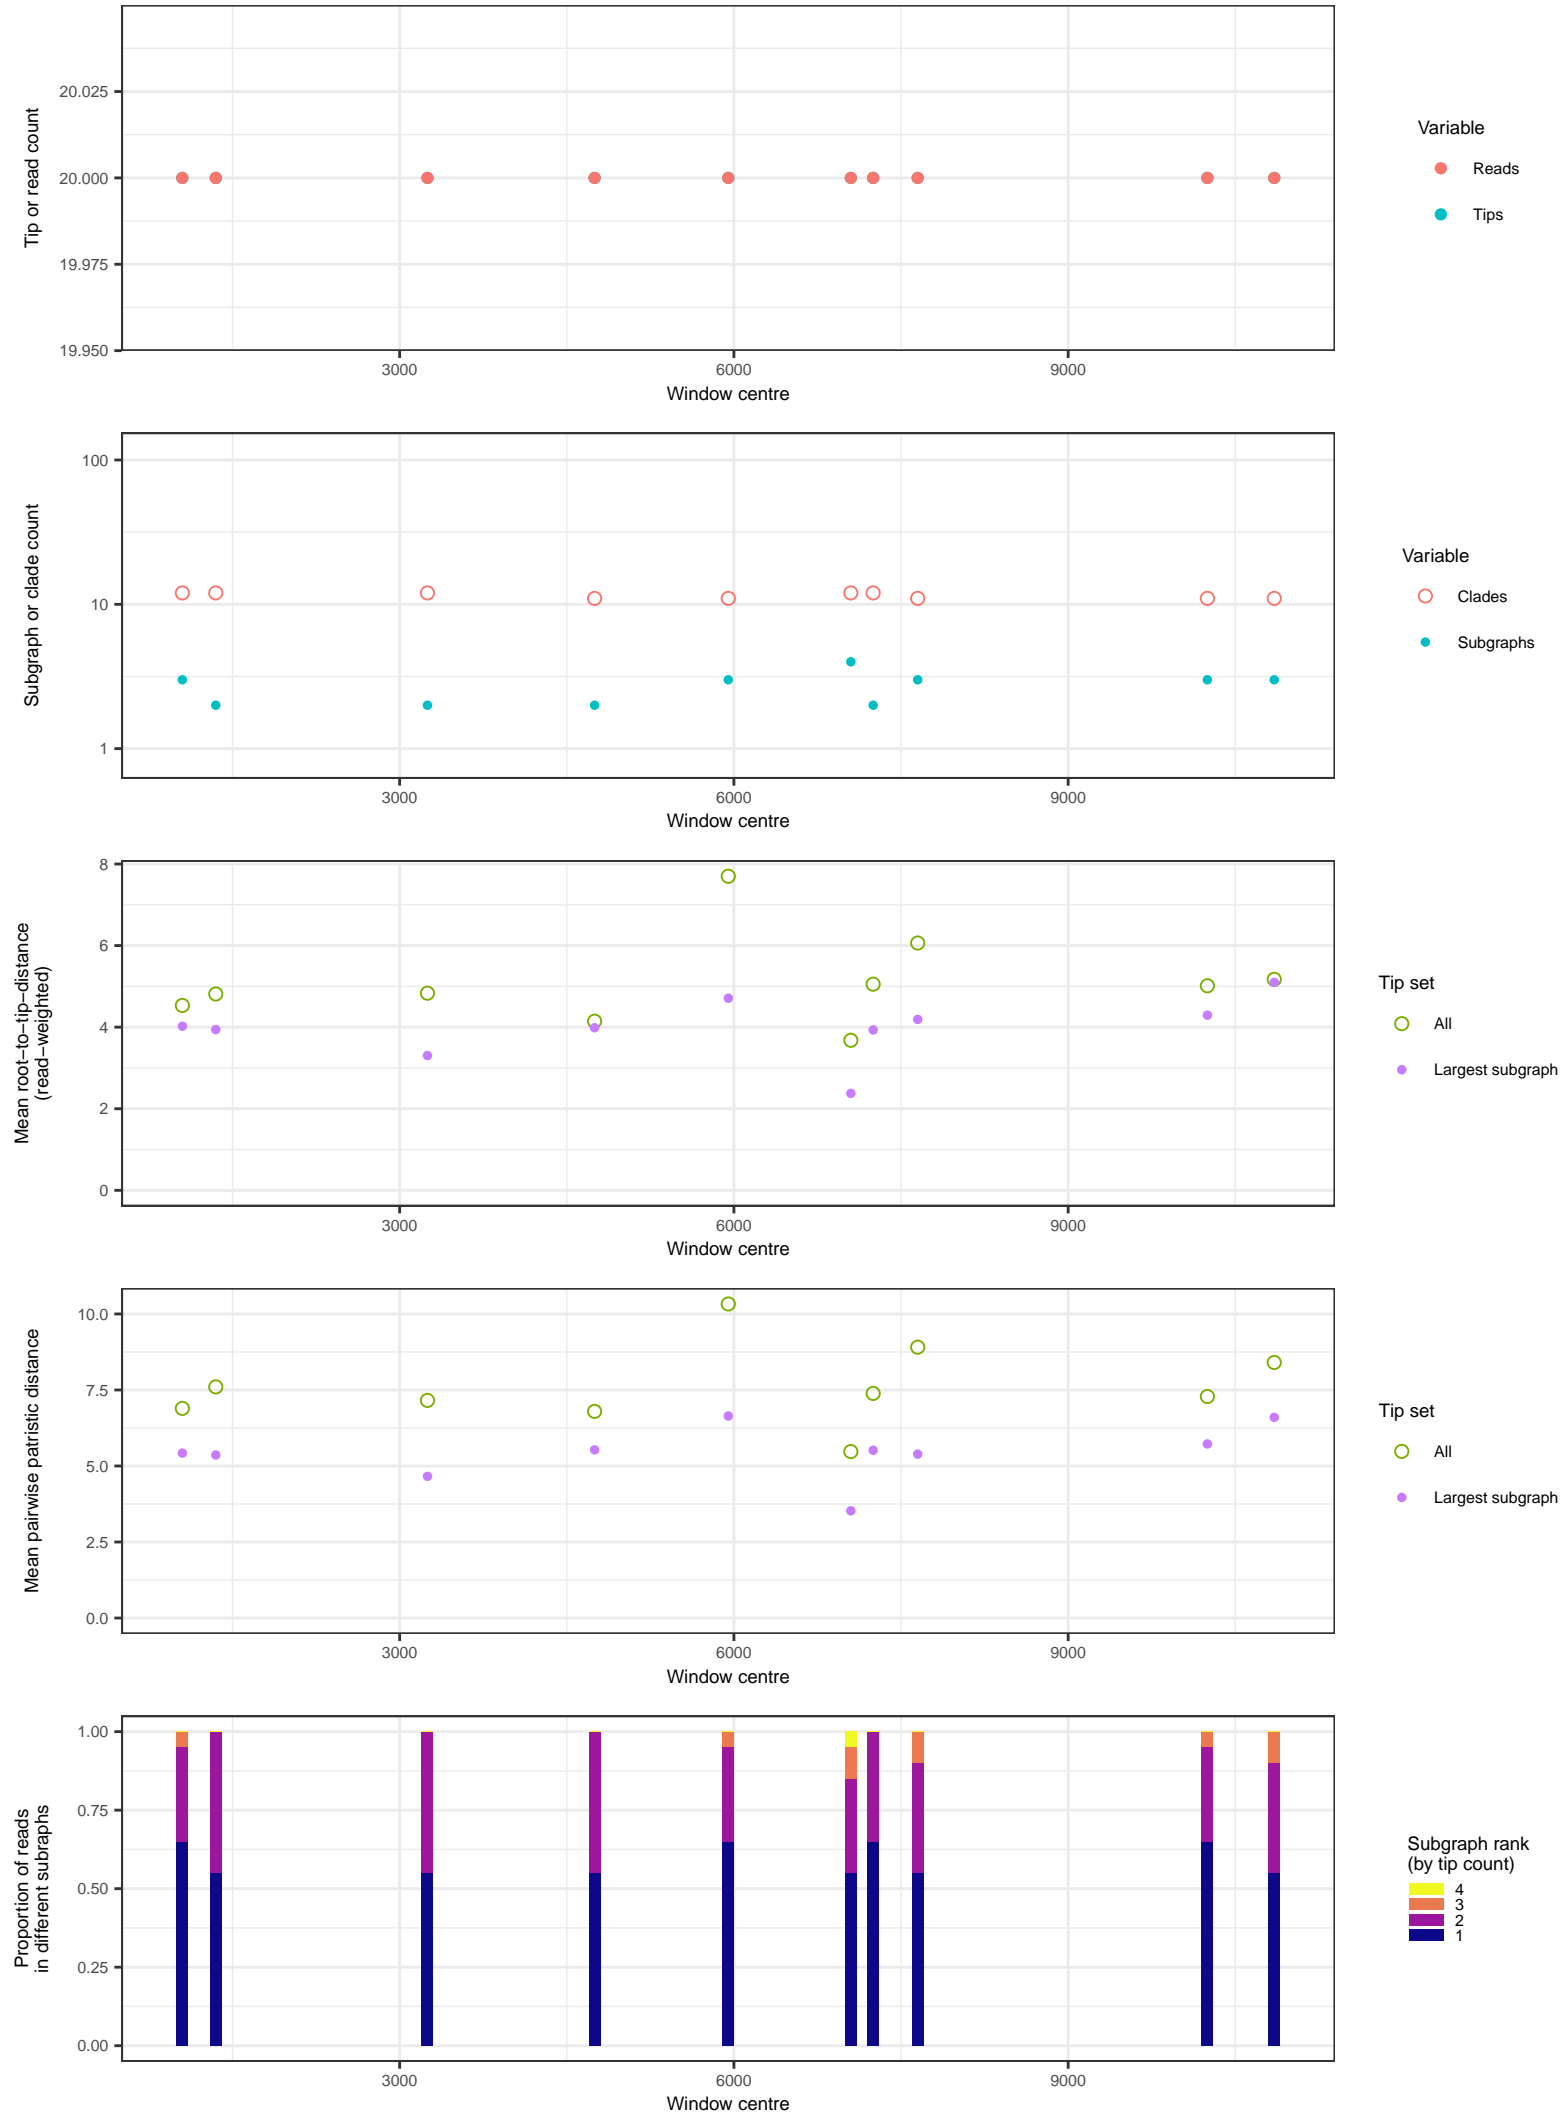 Tip or read count
20.025
20.000
19.975
19.950
3000
6000
9000
Window centre
Variable
Reads
Tips
Subgraph or clade count
100
10
1
3000
6000
9000
Window centre
Variable
Clades
Subgraphs
Mean root−to−tip−distance
(read−weighted)
8
6
4
2
0
3000
6000
9000
Window centre
Tip set
All
Largest subgraph
Mean pairwise patristic distance
10.0
7.5
5.0
2.5
0.0
3000
6000
9000
Window centre
Tip set
All
Largest subgraph
Proportion of reads
in different subraphs
1.00
0.75
0.50
0.25
0.00
3000
6000
9000
Window centre
Subgraph rank
(by tip count)
4
3
2
1